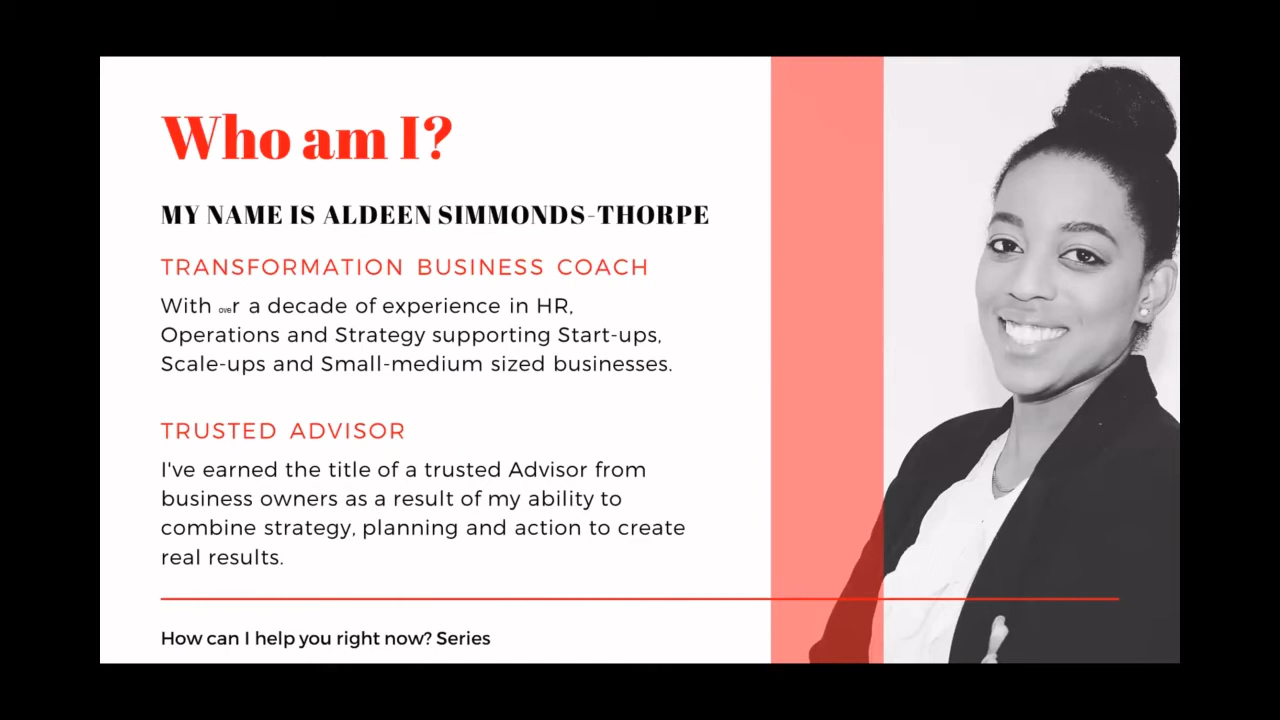 Who am I?
MY NAME IS ALDEEN SIMMONDS-THORPE
TRANSFORMATION BUSINESS COACH
With over a decade of experience in HR,
Operations and Strategy supporting Start-ups,
Scale-ups and Small-medium sized businesses.
TRUSTED ADVISOR
I've earned the title of a trusted Advisor from
business owners as a result of my ability to
combine strategy, planning and action to create
real results.
How can I help you right now? Series